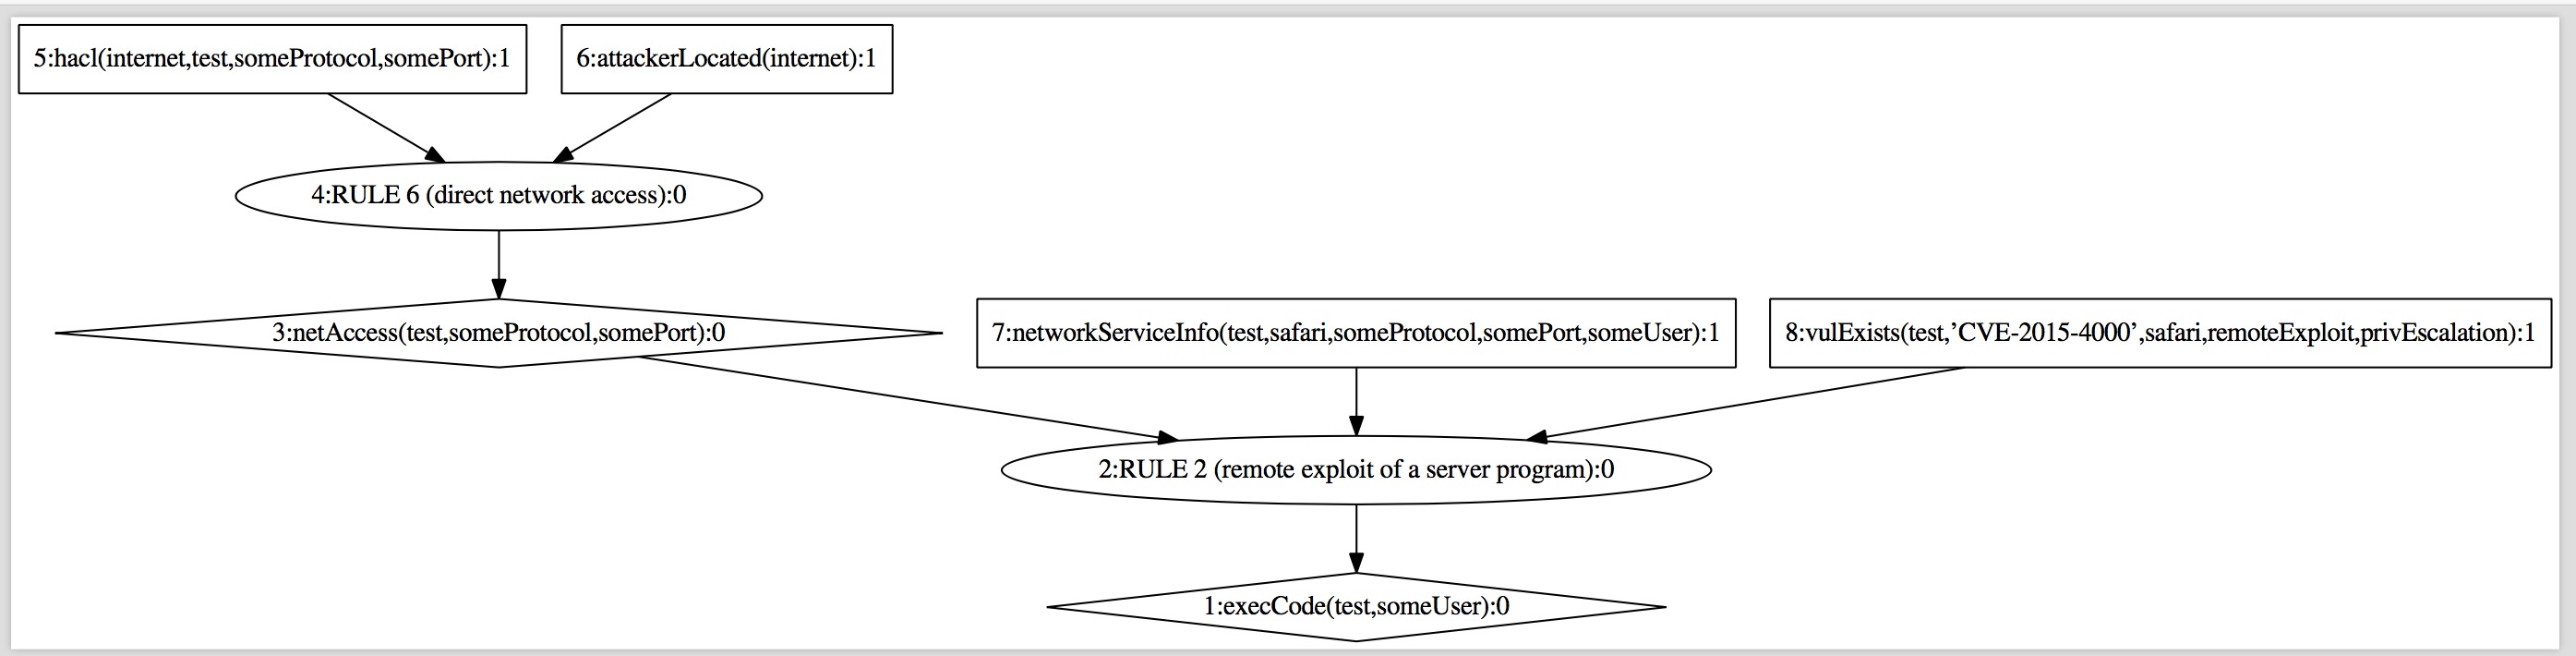 5:hacl(internet,test,someProtocol,somePort):1
6:attackerLocated(internet):1
4:RULE 6 (direct network access):0
3:netAccess(test,someProtocol,somePort):0
7:networkServiceInfo(test,safari,someProtocol,somePort,someUser):1
8:vulExists(test,’CVE-2015-4000’,safari,remoteExploit,privEscalation):1
2:RULE 2 (remote exploit of a server program):0
1:execCode(test,someUser):0